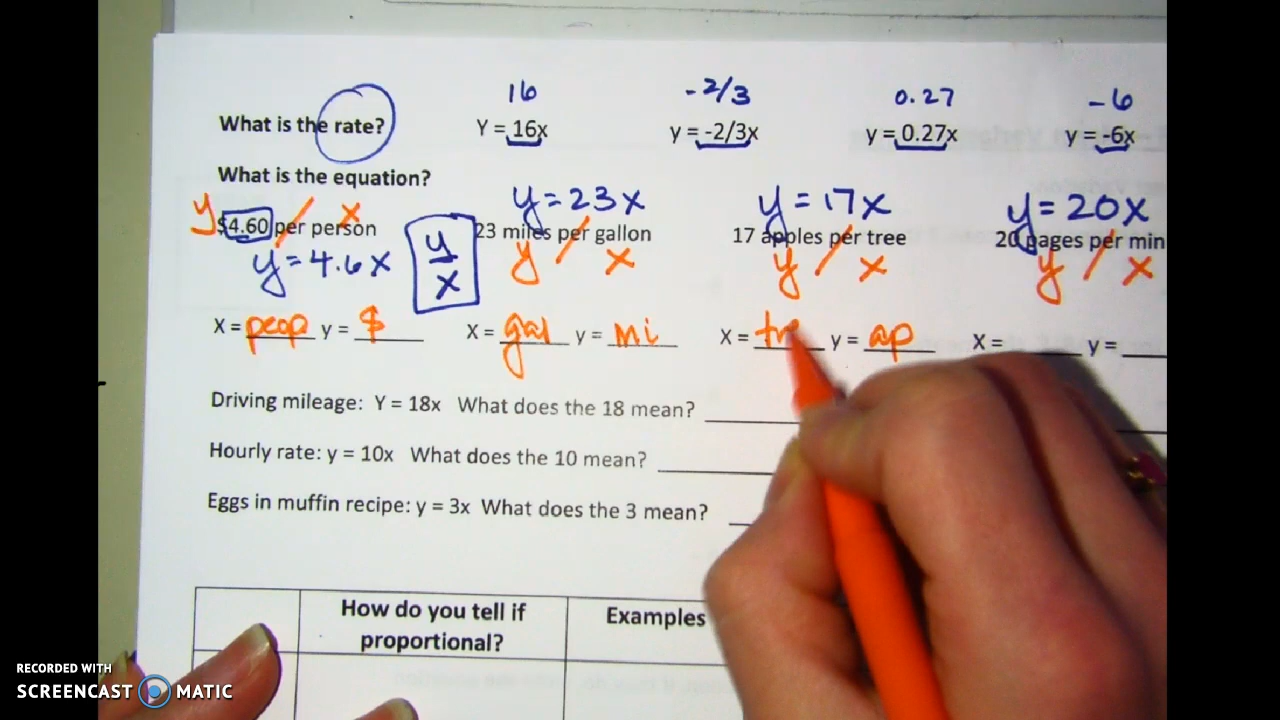 16 -2/3 0.27 -6
What is the rate? Y = 16x y = -2/3x y = 0.27x y = -6x
What is the equation?
y = 23x y = 17x y = 20x
y / x
$4.60 per person 23 miles per gallon 17 apples per tree 20 pages per min
y = 4.6x y/x y / x y / x y / x
X = peop y = $ X = gal y = mi X = tre y = ap X = y =
Driving mileage: Y = 18x What does the 18 mean?
Hourly rate: y = 10x What does the 10 mean?
Eggs in muffin recipe: y = 3x What does the 3 mean?
How do you tell if proportional? Examples
RECORDED WITH
SCREENCAST MATIC